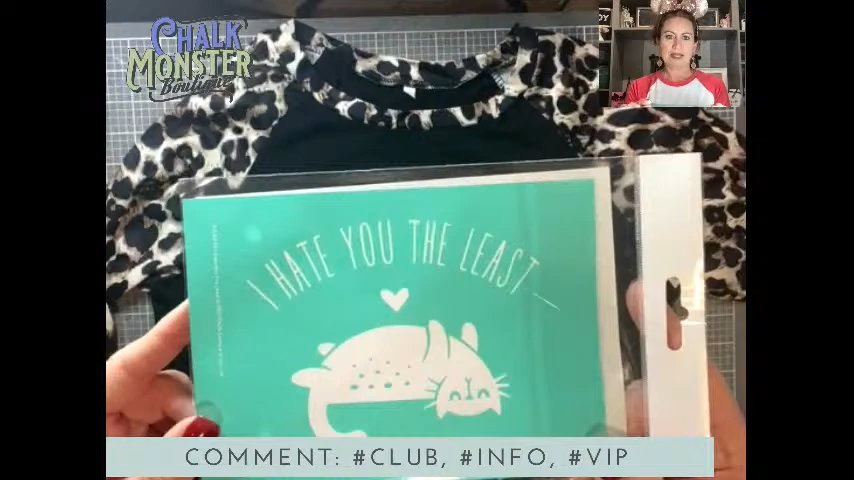 CHALK
MONSTER
Boutique
I HATE YOU THE LEAST
COMMENT: #CLUB, #INFO, #VIP